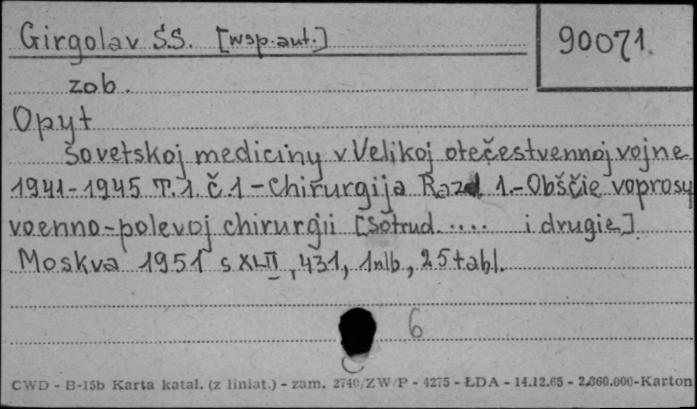 Girgolav S.S. [wsp. aut.]
90071
zob.
Opyt
sovetskoj mediciny v Velikoj otečestvennoj vojne
1941-1945 T.1. č 1 - Chirurgija Razd 1.- Obščie voprosy
voenno-polevoj chirurgii [Sotrud. .... i drugie]
Moskva 1951 s XLII, 431, 1nlb., 25 tabl.
6
CWD - B-15b Karta katal. (z liniat.) - zam. 2740/ZW/P - 4275 - ŁDA - 14.12.65 - 2.360.000-Karton